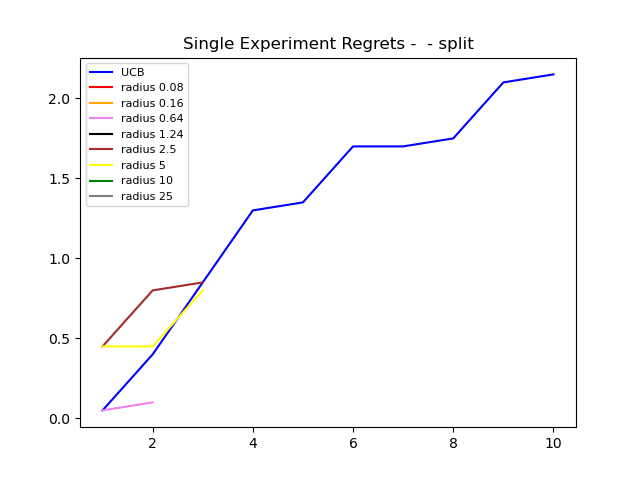 Single Experiment Regrets -  - split
UCB
radius 0.08
radius 0.16
radius 0.64
radius 1.24
radius 2.5
radius 5
radius 10
radius 25
2.0
1.5
1.0
0.5
0.0
2 4 6 8 10